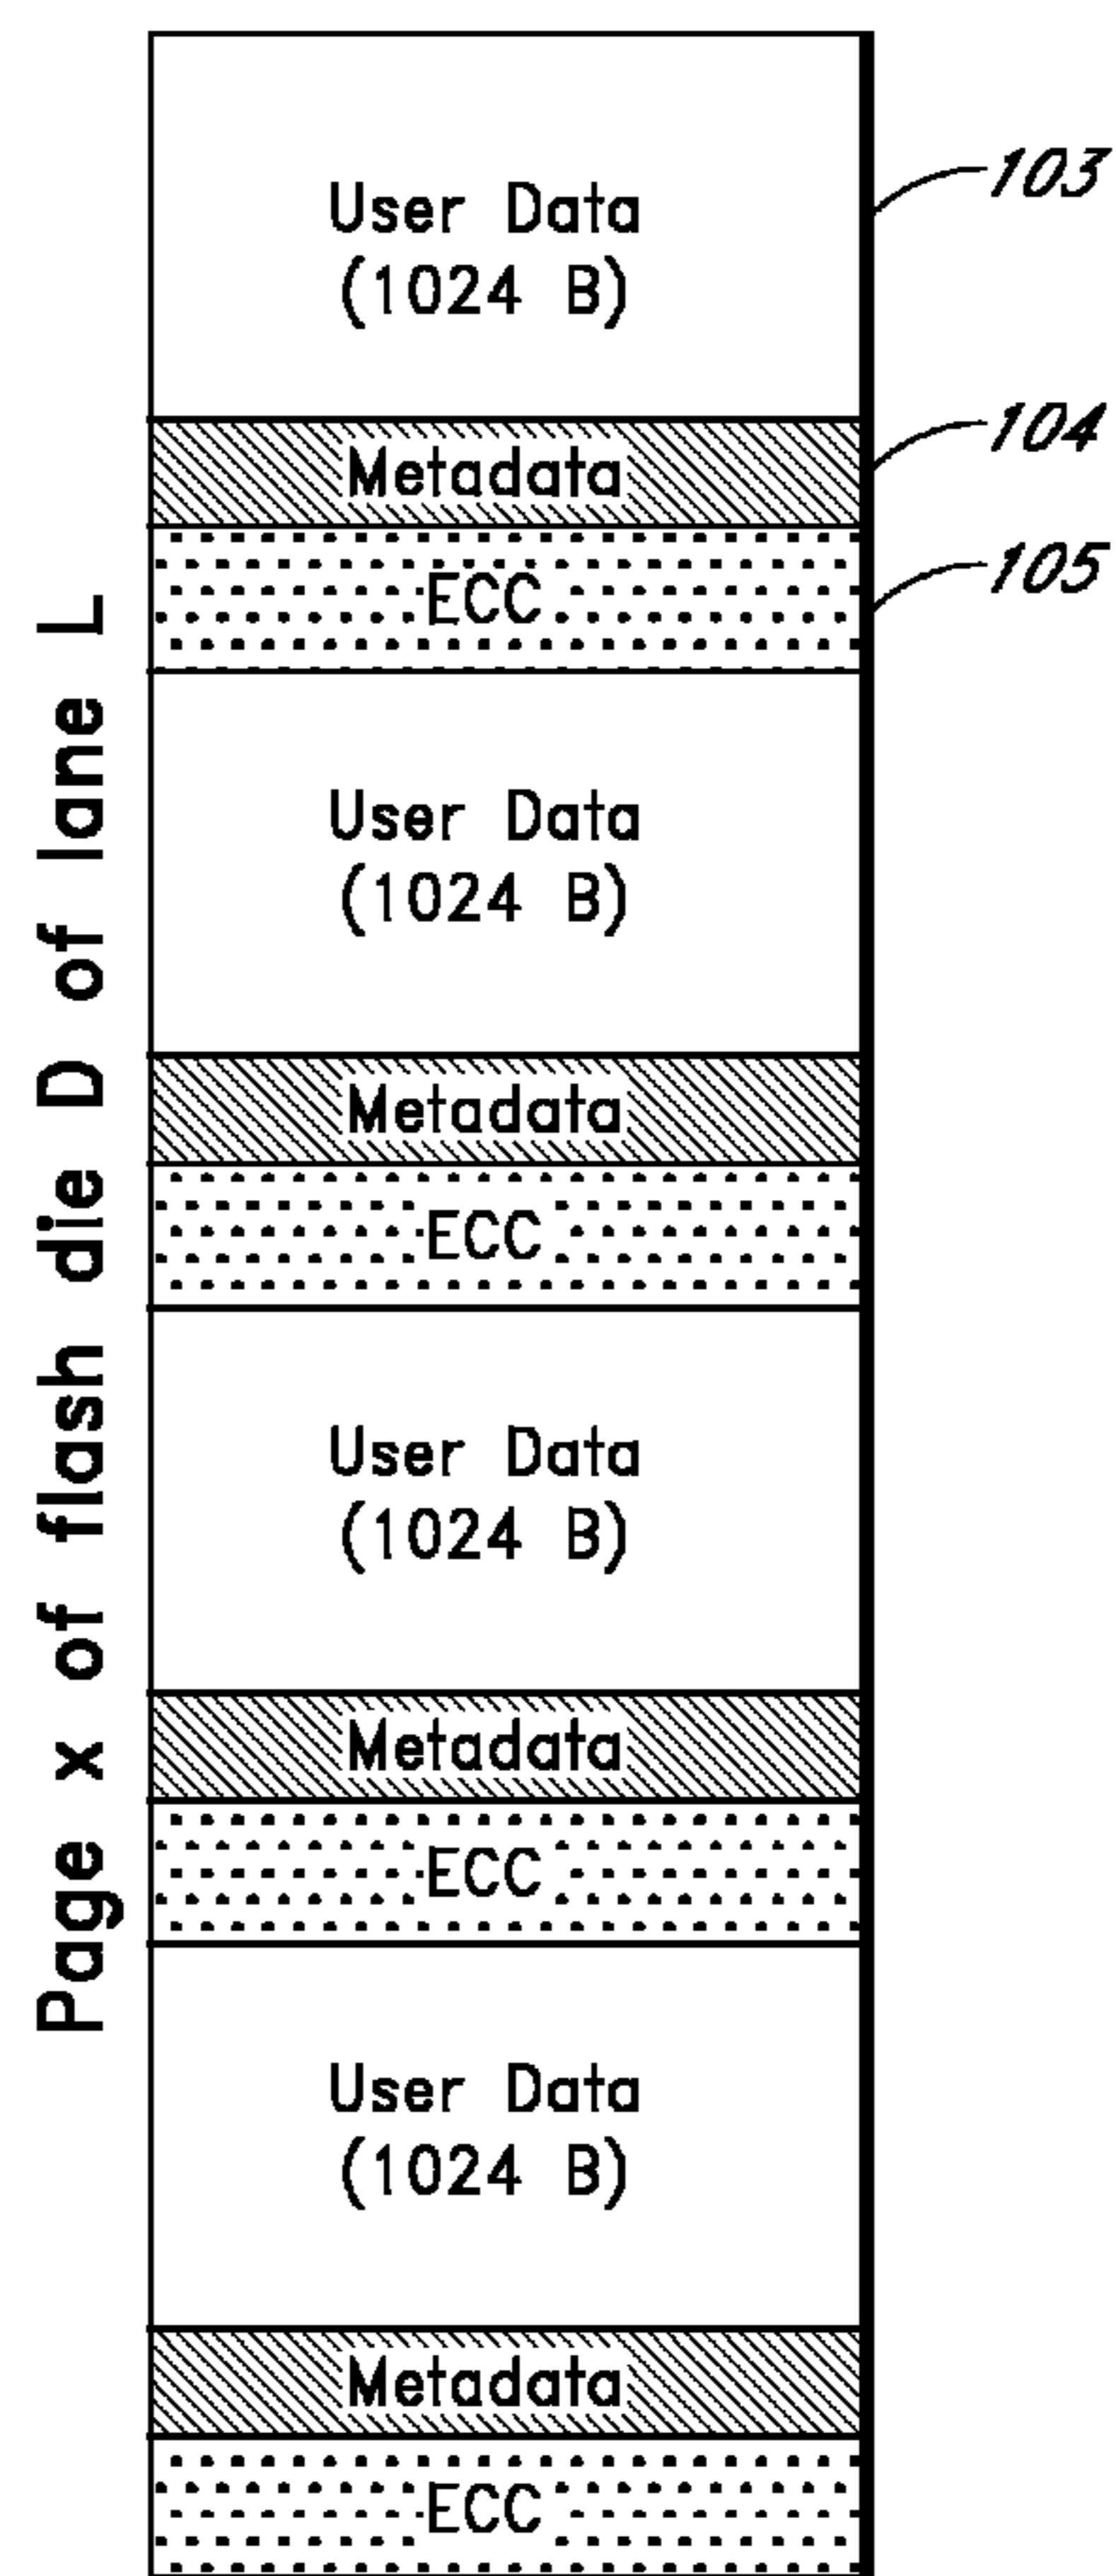 Page x of flash die D of lane L
User Data
(1024 B)
103
Metadata
104
ECC
105
User Data
(1024 B)
Metadata
ECC
User Data
(1024 B)
Metadata
ECC
User Data
(1024 B)
Metadata
ECC